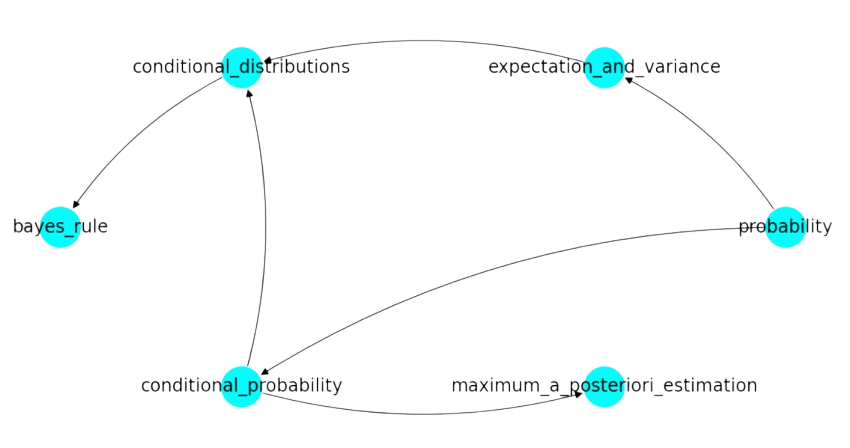 conditional_distributions
expectation_and_variance
bayes_rule
probability
conditional_probability
maximum_a_posteriori_estimation